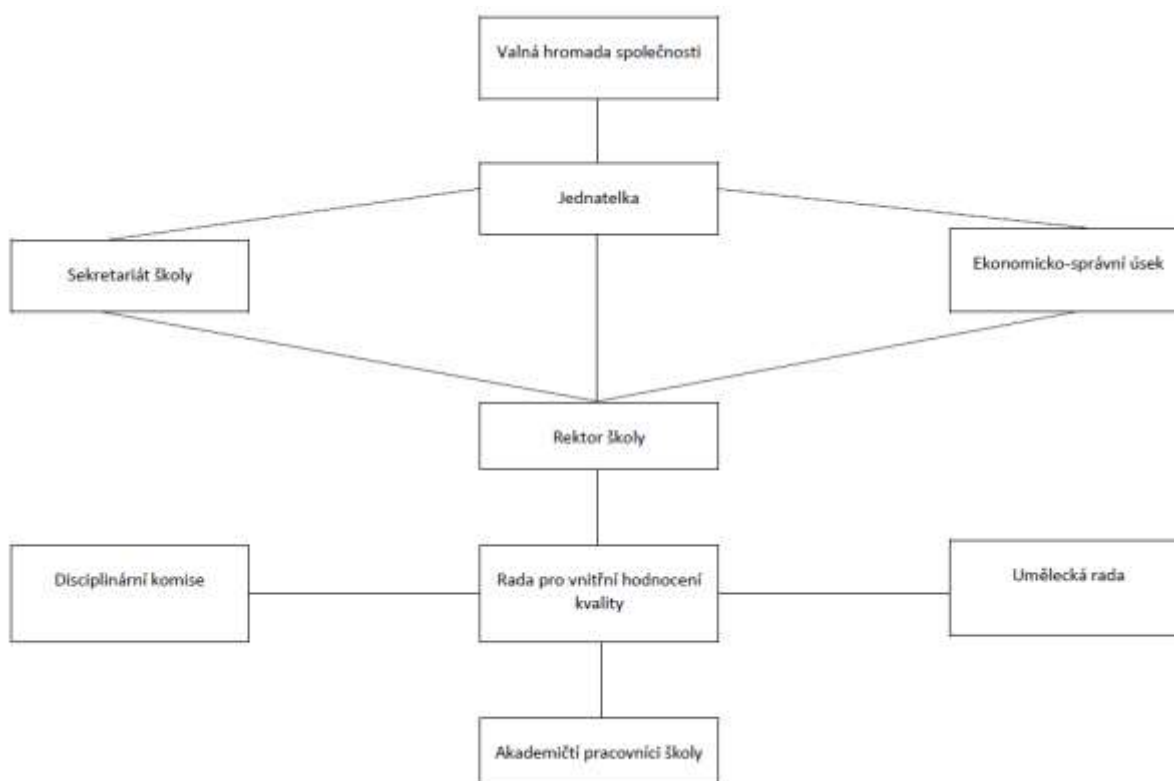 Valná hromada společnosti
Jednatelka
Sekretariát školy
Ekonomicko-správní úsek
Rektor školy
Disciplinární komise
Rada pro vnitřní hodnocení
kvality
Umělecká rada
Akademičtí pracovníci školy